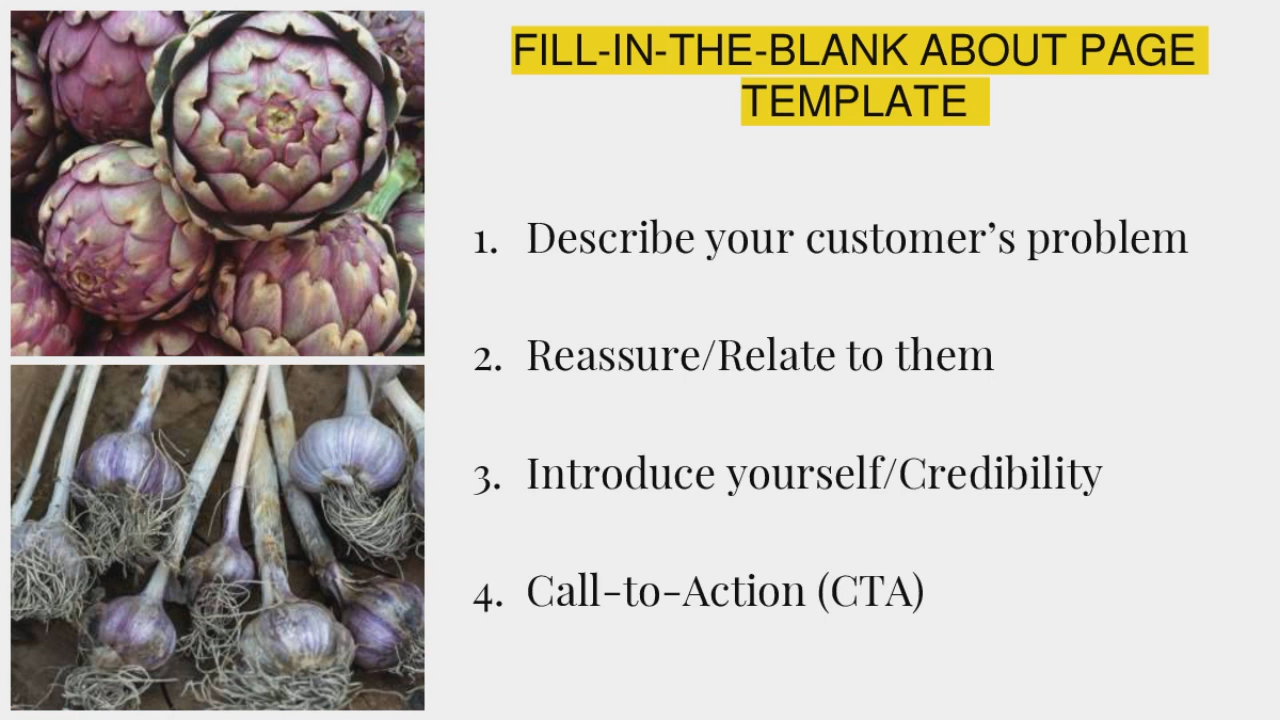 FILL-IN-THE-BLANK ABOUT PAGE
TEMPLATE
1. Describe your customer’s problem
2. Reassure/Relate to them
3. Introduce yourself/Credibility
4. Call-to-Action (CTA)